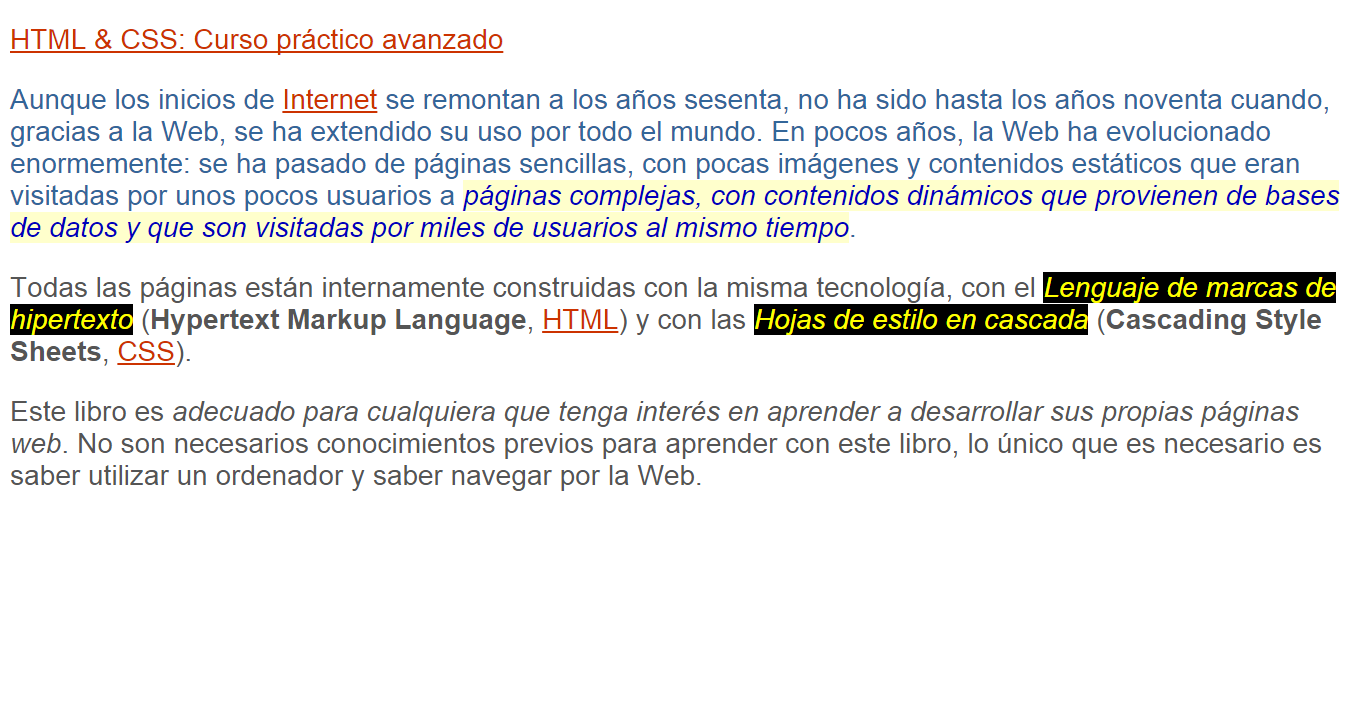 HTML & CSS: Curso práctico avanzado
Aunque los inicios de Internet se remontan a los años sesenta, no ha sido hasta los años noventa cuando,
gracias a la Web, se ha extendido su uso por todo el mundo. En pocos años, la Web ha evolucionado
enormemente: se ha pasado de páginas sencillas, con pocas imágenes y contenidos estáticos que eran
visitadas por unos pocos usuarios a páginas complejas, con contenidos dinámicos que provienen de bases
de datos y que son visitadas por miles de usuarios al mismo tiempo.
Todas las páginas están internamente construidas con la misma tecnología, con el Lenguaje de marcas de
hipertexto (Hypertext Markup Language, HTML) y con las Hojas de estilo en cascada (Cascading Style
Sheets, CSS).
Este libro es adecuado para cualquiera que tenga interés en aprender a desarrollar sus propias páginas
web. No son necesarios conocimientos previos para aprender con este libro, lo único que es necesario es
saber utilizar un ordenador y saber navegar por la Web.